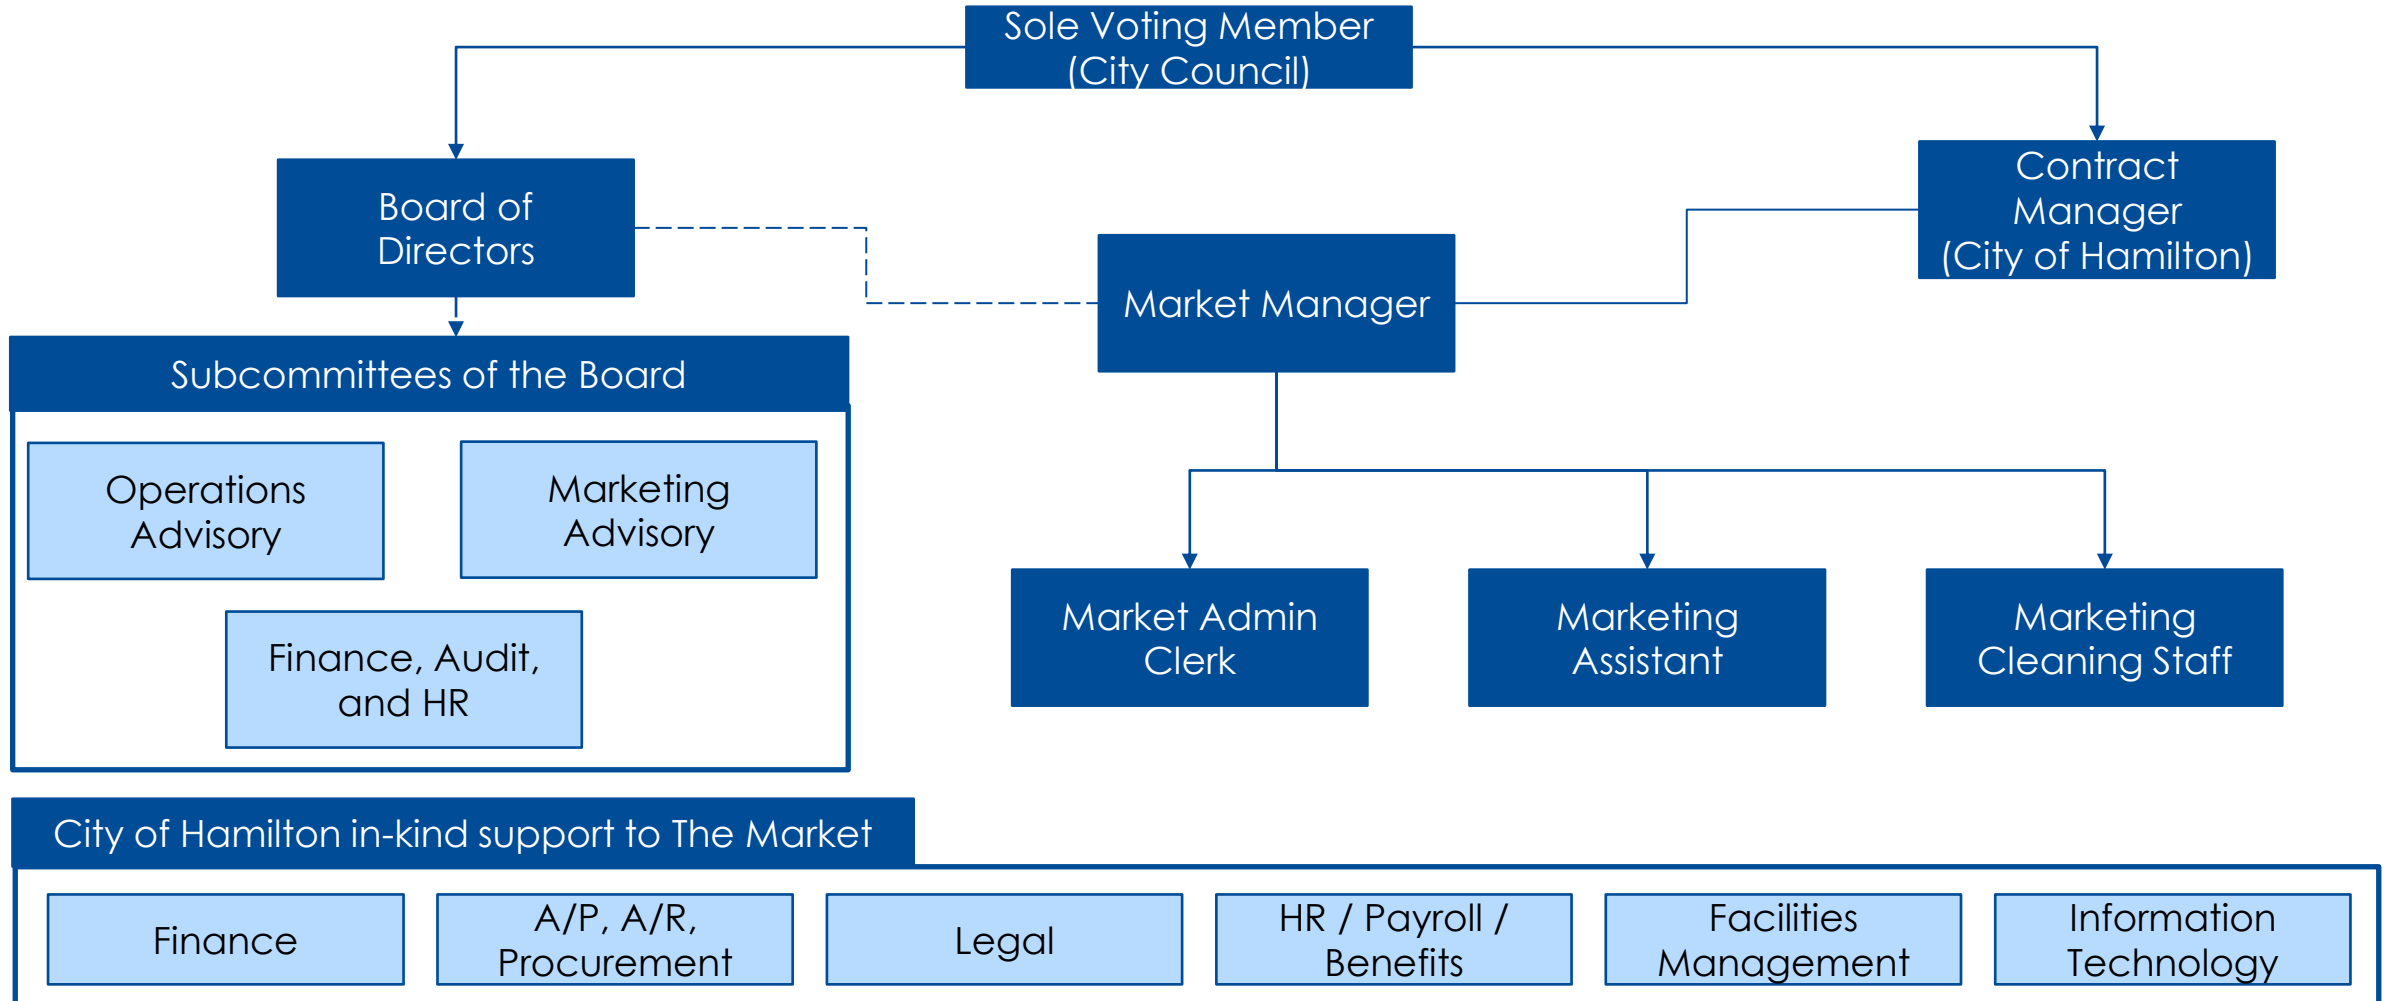 Sole Voting Member
(City Council)
Board of
Directors
Contract
Manager
(City of Hamilton)
Market Manager
Subcommittees of the Board
Operations
Advisory
Marketing
Advisory
Finance, Audit,
and HR
Market Admin
Clerk
Marketing
Assistant
Marketing
Cleaning Staff
City of Hamilton in-kind support to The Market
Finance
A/P, A/R,
Procurement
Legal
HR / Payroll /
Benefits
Facilities
Management
Information
Technology